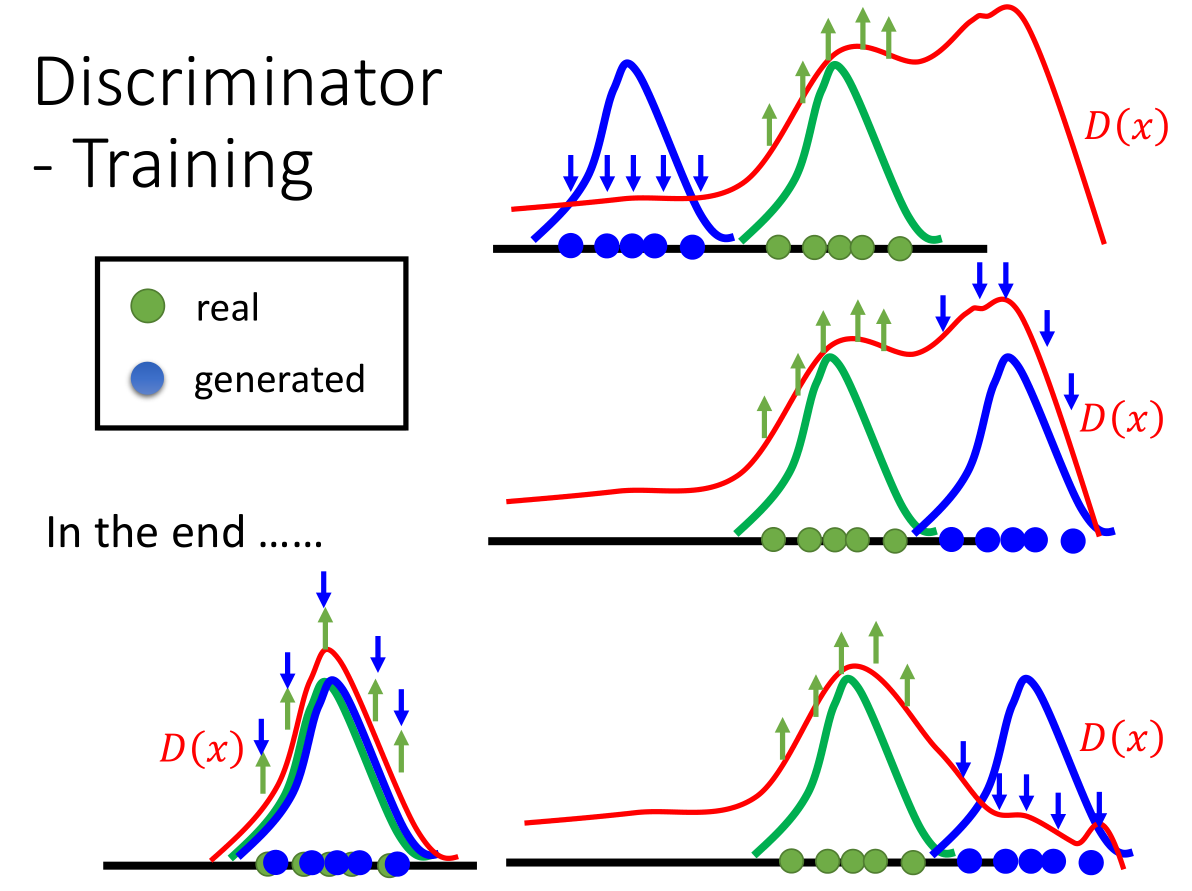 Discriminator
- Training
real
generated
In the end ……
D(x)
D(x)
D(x)
D(x)